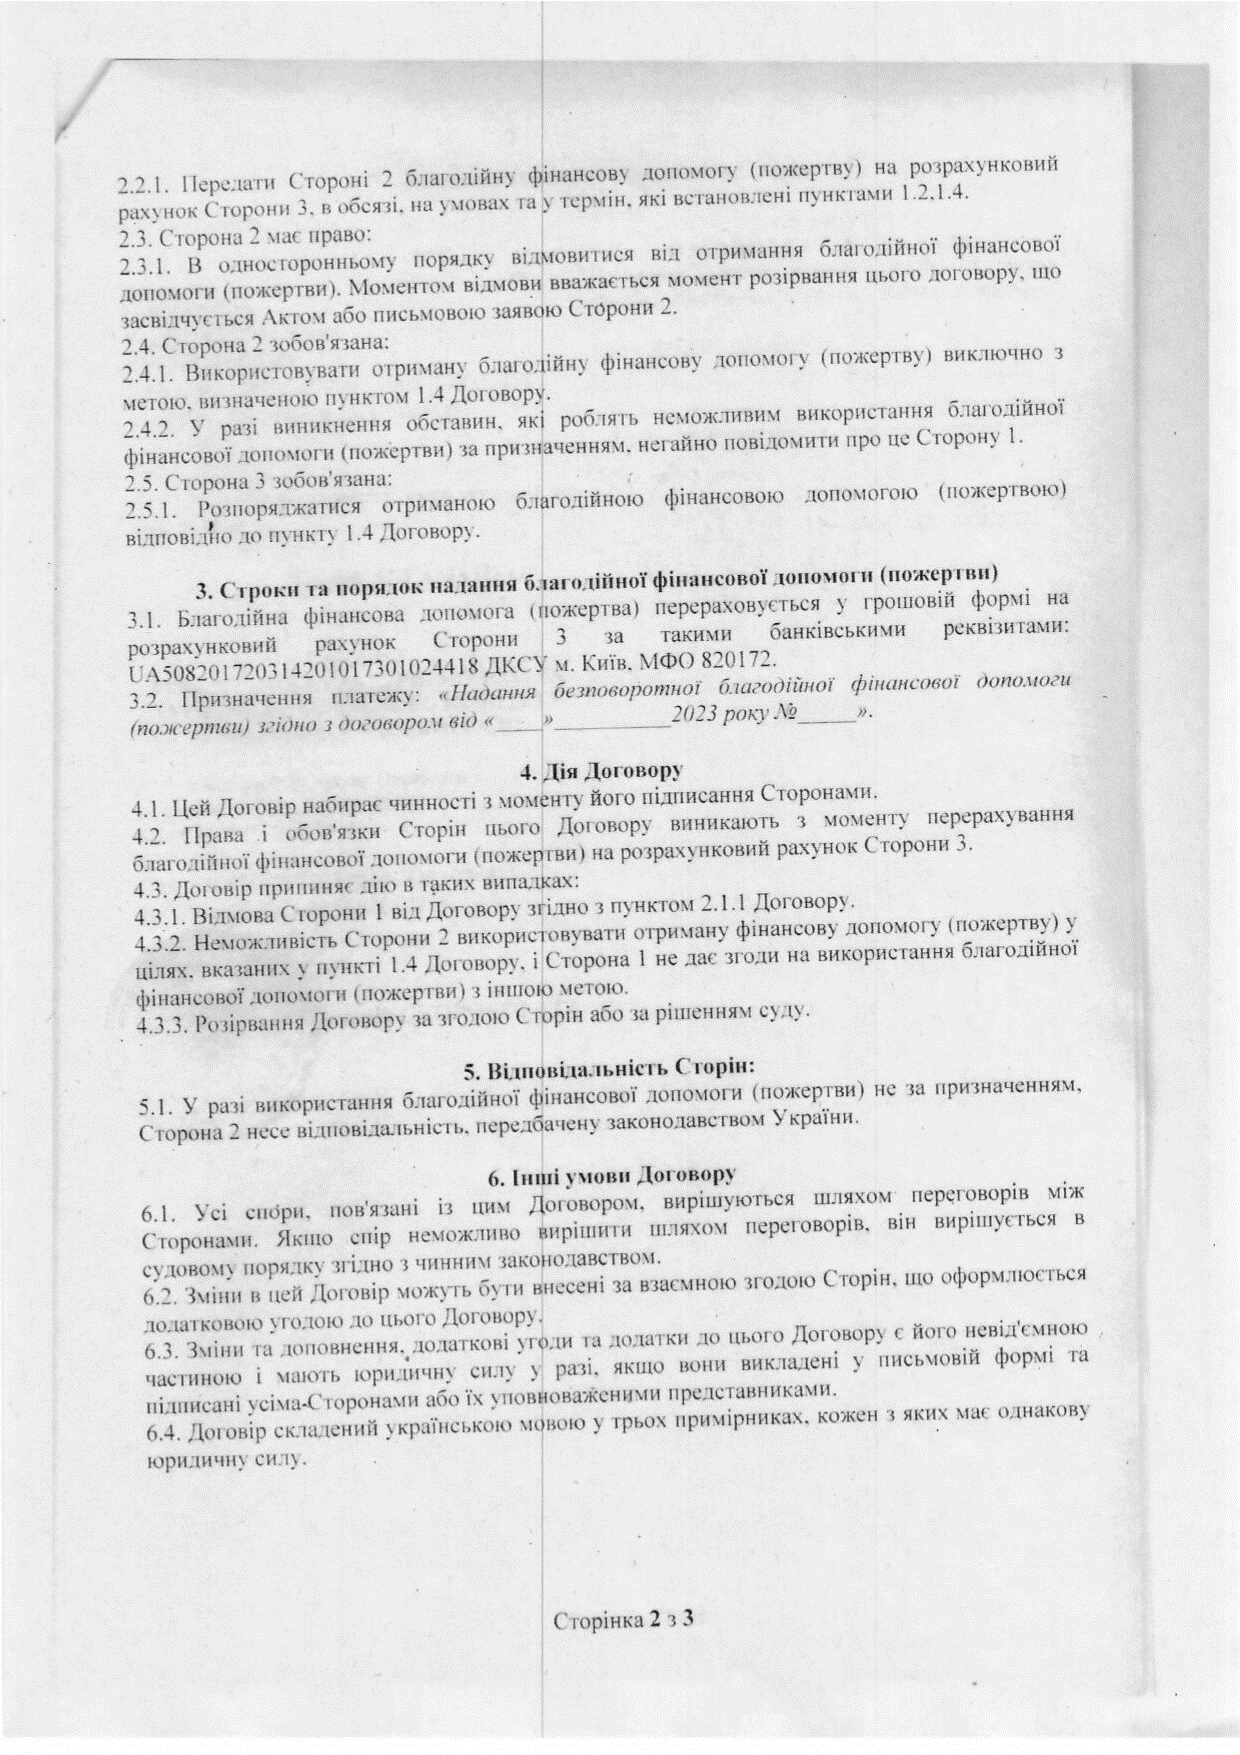 2.2.1. Передати Стороні 2 благодійну фінансову допомогу (пожертву) на розрахунковий
рахунок Сторони 3, в обсязі, на умовах та у термін, які встановлені пунктами 1.2,1.4.
2.3. Сторона 2 має право:
2.3.1. В односторонньому порядку відмовитися від отримання благодійної фінансової
допомоги (пожертви). Моментом відмови вважається момент розірвання цього договору, що
засвідчується Актом або письмовою заявою Сторони 2.
2.4. Сторона 2 зобов'язана:
2.4.1. Використовувати отриману благодійну фінансову допомогу (пожертву) виключно з
метою, визначеною пунктом 1.4 Договору.
2.4.2. У разі виникнення обставин, які роблять неможливим використання благодійної
фінансової допомоги (пожертви) за призначенням, негайно повідомити про це Сторону 1.
2.5. Сторона 3 зобов'язана:
2.5.1. Розпоряджатися отриманою благодійною фінансовою допомогою (пожертвою)
відповідно до пункту 1.4 Договору.
3. Строки та порядок надання благодійної фінансової допомоги (пожертви)
3.1. Благодійна фінансова допомога (пожертва) перераховується у грошовій формі на
розрахунковий рахунок Сторони 3 за такими банківськими реквізитами:
UA508201720314201017301024418 ДКСУ м. Київ, МФО 820172.
3.2. Призначення платежу: «Надання безповоротної благодійної фінансової допомоги
(пожертви) згідно з договором від «____»___________2023 року №_____».
4. Дія Договору
4.1. Цей Договір набирає чинності з моменту його підписання Сторонами.
4.2. Права і обов'язки Сторін цього Договору виникають з моменту перерахування
благодійної фінансової допомоги (пожертви) на розрахунковий рахунок Сторони 3.
4.3. Договір припиняє дію в таких випадках:
4.3.1. Відмова Сторони 1 від Договору згідно з пунктом 2.1.1 Договору.
4.3.2. Неможливість Сторони 2 використовувати отриману фінансову допомогу (пожертву) у
цілях, вказаних у пункті 1.4 Договору, і Сторона 1 не дає згоди на використання благодійної
фінансової допомоги (пожертви) з іншою метою.
4.3.3. Розірвання Договору за згодою Сторін або за рішенням суду.
5. Відповідальність Сторін:
5.1. У разі використання благодійної фінансової допомоги (пожертви) не за призначенням,
Сторона 2 несе відповідальність, передбачену законодавством України.
6. Інші умови Договору
6.1. Усі спори, пов'язані із цим Договором, вирішуються шляхом переговорів між
Сторонами. Якщо спір неможливо вирішити шляхом переговорів, він вирішується в
судовому порядку згідно з чинним законодавством.
6.2. Зміни в цей Договір можуть бути внесені за взаємною згодою Сторін, що оформлюється
додатковою угодою до цього Договору.
6.3. Зміни та доповнення, додаткові угоди та додатки до цього Договору є його невід'ємною
частиною і мають юридичну силу у разі, якщо вони викладені у письмовій формі та
підписані усіма Сторонами або їх уповноваженими представниками.
6.4. Договір складений українською мовою у трьох примірниках, кожен з яких має однакову
юридичну силу.
Сторінка 2 з 3